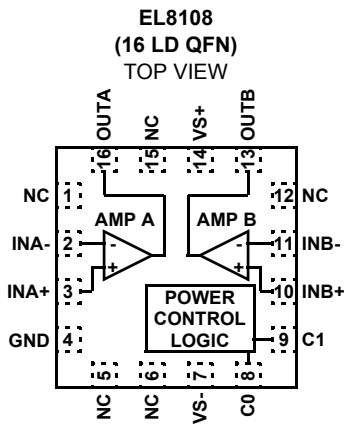 EL8108
(16 LD QFN)
TOP VIEW
OUTA
NC
VS+
OUTB
16
15
14
13
NC 1
12 NC
AMP A
AMP B
INA- 2
-
-
11 INB-
INA+ 3
+
+
10 INB+
POWER
CONTROL
LOGIC
GND 4
9 C1
5
6
7
8
NC
NC
VS-
C0